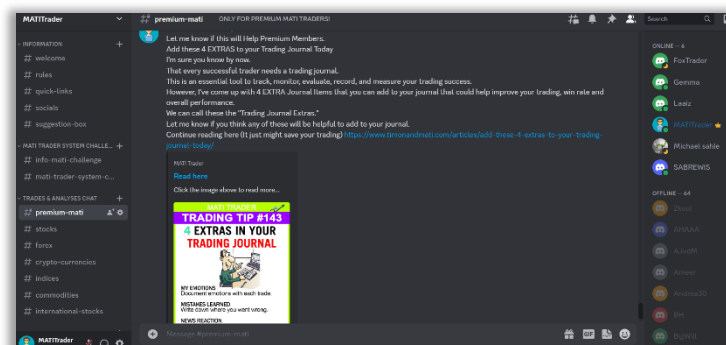 MATITrader
premium-mati
ONLY FOR PREMIUM MATI TRADERS!
Search
INFORMATION
welcome
rules
quick-links
socials
suggestion-box
MATI TRADER SYSTEM CHALLE...
info-mati-challenge
mati-trader-system-c...
TRADES & ANALYSES CHAT
premium-mati
stocks
forex
crypto-currencies
indices
commodities
international-stocks
MATITrader
Let me know if this will Help Premium Members.
Add these 4 EXTRAS to your Trading Journal Today
I'm sure you know by now.
That every successful trader needs a trading journal.
This is an essential tool to track, monitor, evaluate, record, and measure your trading success.
However, I've come up with 4 EXTRA Journal Items that you can add to your journal that could help improve your trading, win rate and
overall performance.
We can call these the "Trading Journal Extras."
Let me know if you think any of these will be helpful to add to your journal.
Continue reading here (It just might save your trading) https://www.timonandmati.com/articles/add-these-4-extras-to-your-trading-
journal-today/
MATI Trader
Read here
Click the image above to read more...
MATI TRADER
TRADING TIP #143
4 EXTRAS IN YOUR
TRADING JOURNAL
MY EMOTIONS
Document emotions with each trade.
MISTAKES LEARNED
Write down where you went wrong.
NEWS REACTION
Message #premium-mati
GIF
ONLINE – 6
FoxTrader
Gemma
Laaiz
MATITrader
Michael sahle
SABREWIS
OFFLINE – 64
AHAAA
Ameer
Andrea30
BH
BigWill